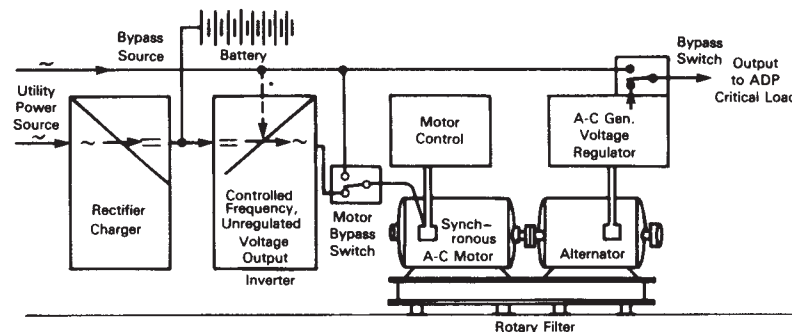 Bypass
Source
Battery
Bypass
Switch
Output
to ADP
Critical Load
Utility
Power
Source
Motor
Control
A-C Gen.
Voltage
Regulator
Rectifier
Charger
Controlled
Frequency,
Unregulated
Voltage
Output
Inverter
Motor
Bypass
Switch
Synch-
ronous
A-C Motor
Alternator
Rotary Filter